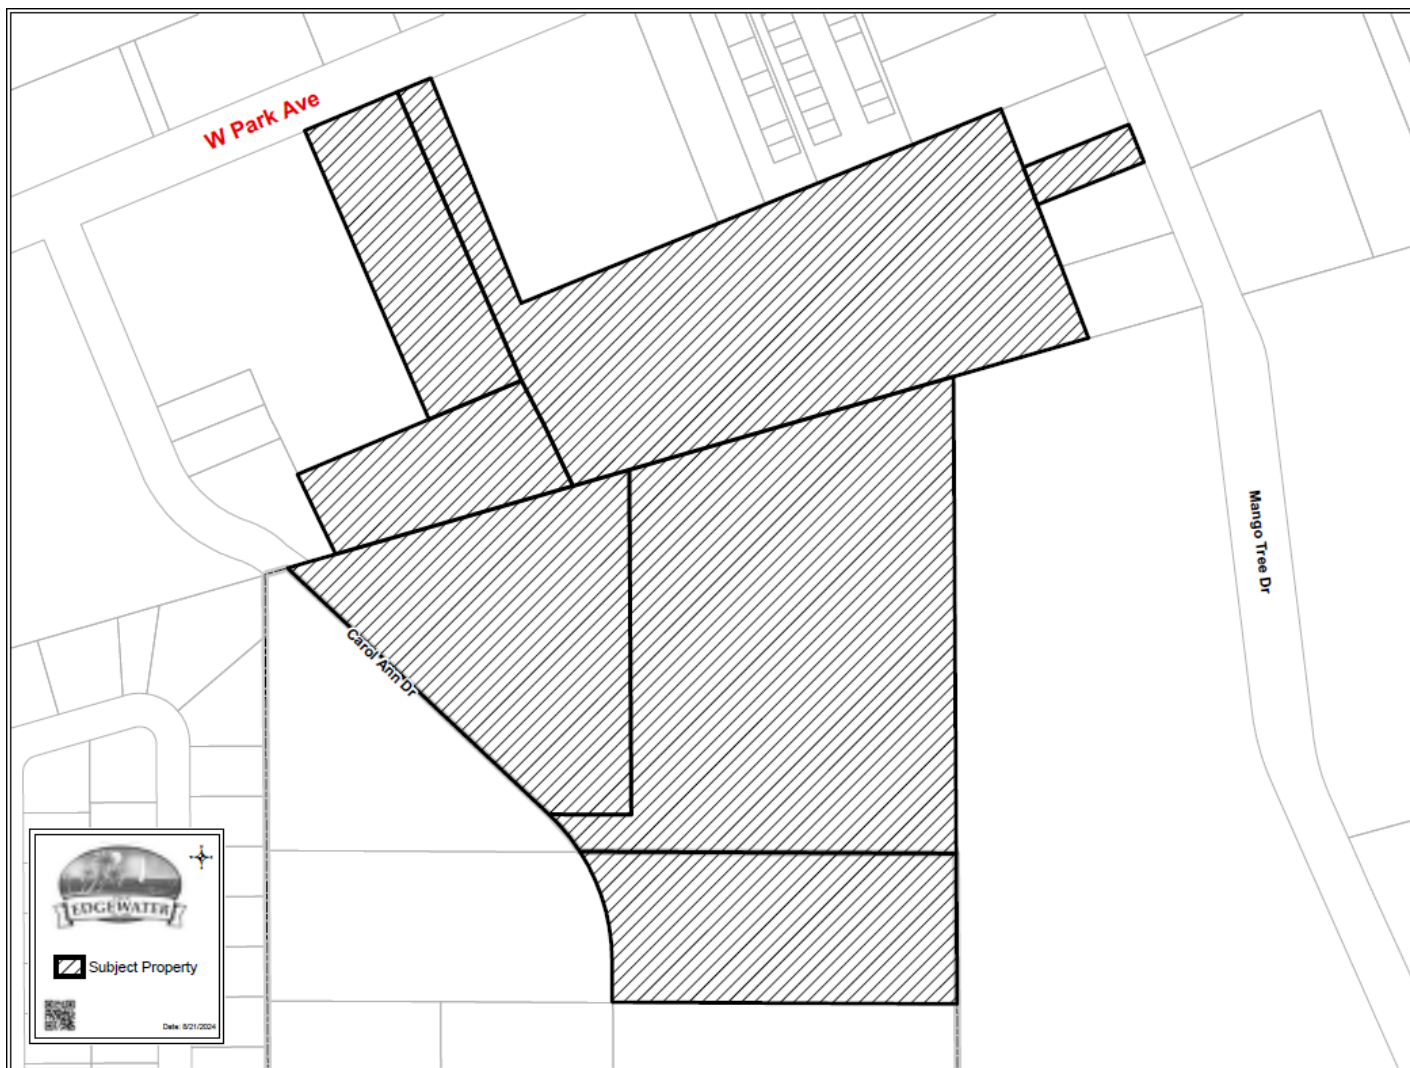 W Park Ave
Mango Tree Dr
Carol Ann Dr
EDGEWATER
Subject Property
Date: 8/21/2024